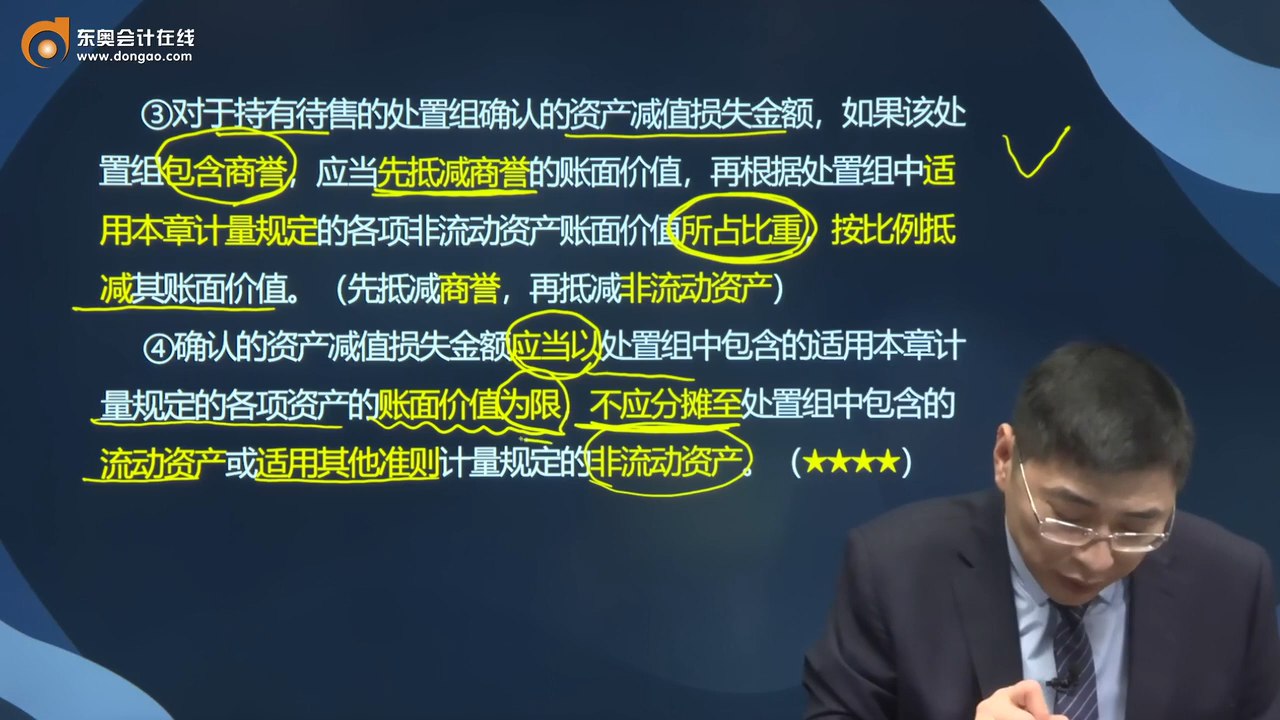 东奥会计在线
www.dongao.com
③对于持有待售的处置组确认的资产减值损失金额，如果该处
置组包含商誉，应当先抵减商誉的账面价值，再根据处置组中适
用本章计量规定的各项非流动资产账面价值所占比重，按比例抵
减其账面价值。（先抵减商誉，再抵减非流动资产）
④确认的资产减值损失金额应当以处置组中包含的适用本章计
量规定的各项资产的账面价值为限，不应分摊至处置组中包含的
流动资产或适用其他准则计量规定的非流动资产。（★★★★）